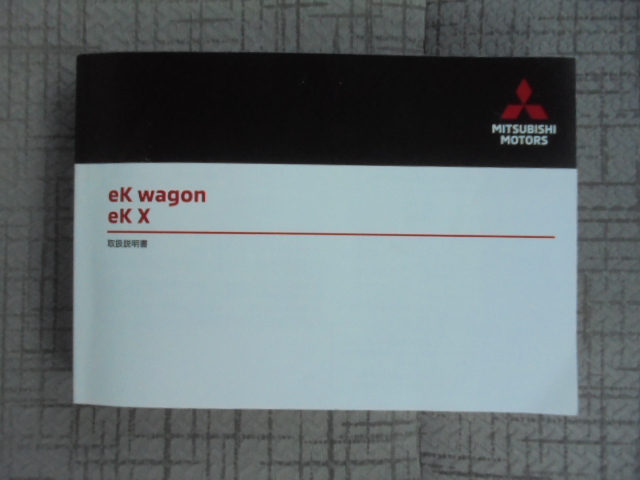 MITSUBISHI
MOTORS
eK wagon
eK X
取扱説明書